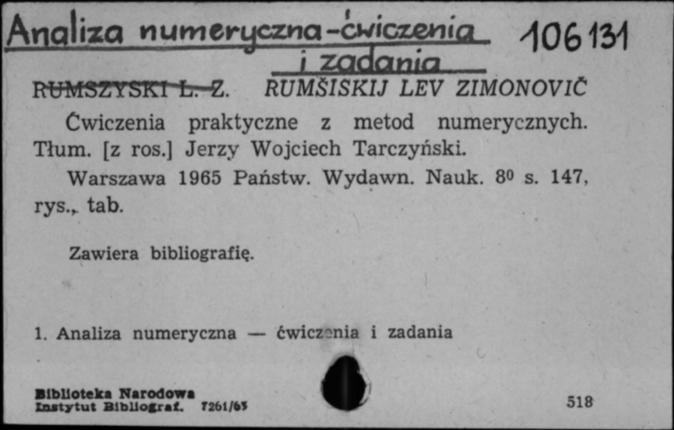 Analiza numeryczna-ćwiczenia 106131
i zadania
RUMSZYSKI L. Z. RUMŠISKIJ LEV ZIMONOVIČ
Ćwiczenia praktyczne z metod numerycznych.
Tłum. [z ros.] Jerzy Wojciech Tarczyński.
Warszawa 1965 Państw. Wydawn. Nauk. 8⁰ s. 147,
rys., tab.
Zawiera bibliografię.
1. Analiza numeryczna — ćwiczenia i zadania
Biblioteka Narodowa
Instytut Bibliograf. 7261/65 518